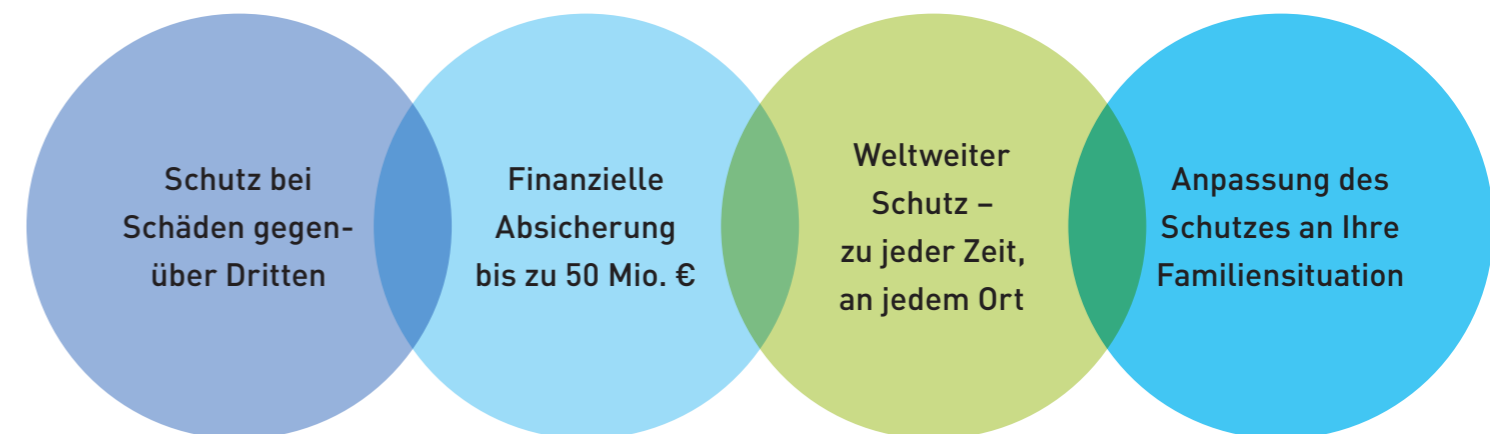 Schutz bei
Schäden gegen-
über Dritten
Finanzielle
Absicherung
bis zu 50 Mio. €
Weltweiter
Schutz –
zu jeder Zeit,
an jedem Ort
Anpassung des
Schutzes an Ihre
Familiensituation